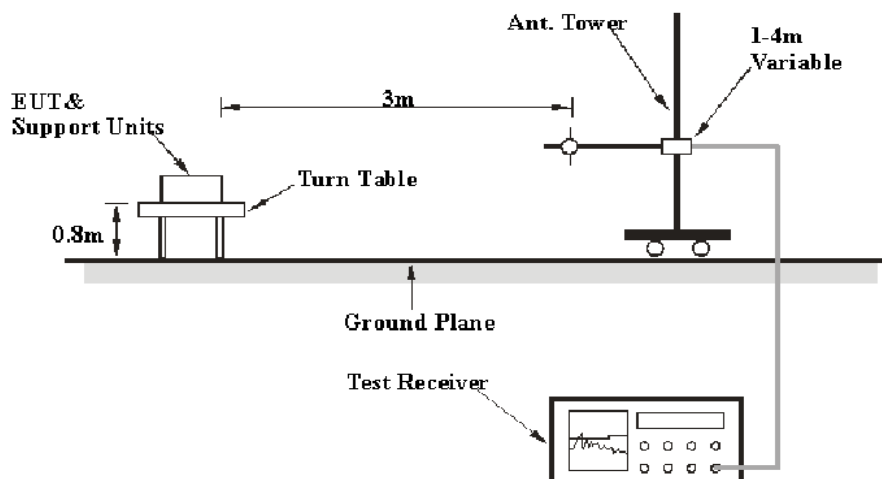 Ant. Tower
1-4m
Variable
3m
EUT &
Support Units
Turn Table
0.8m
Ground Plane
Test Receiver